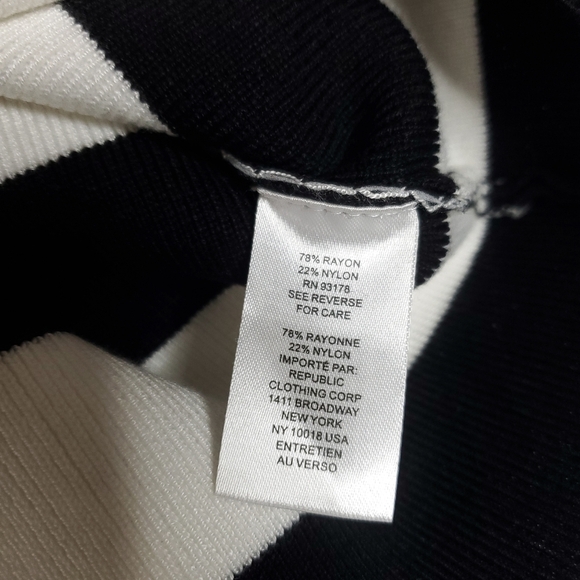 78% RAYON
22% NYLON
RN 93178
SEE REVERSE
FOR CARE
78% RAYONNE
22% NYLON
IMPORTÉ PAR:
REPUBLIC
CLOTHING CORP
1411 BROADWAY
NEW YORK
NY 10018 USA
ENTRETIEN
AU VERSO